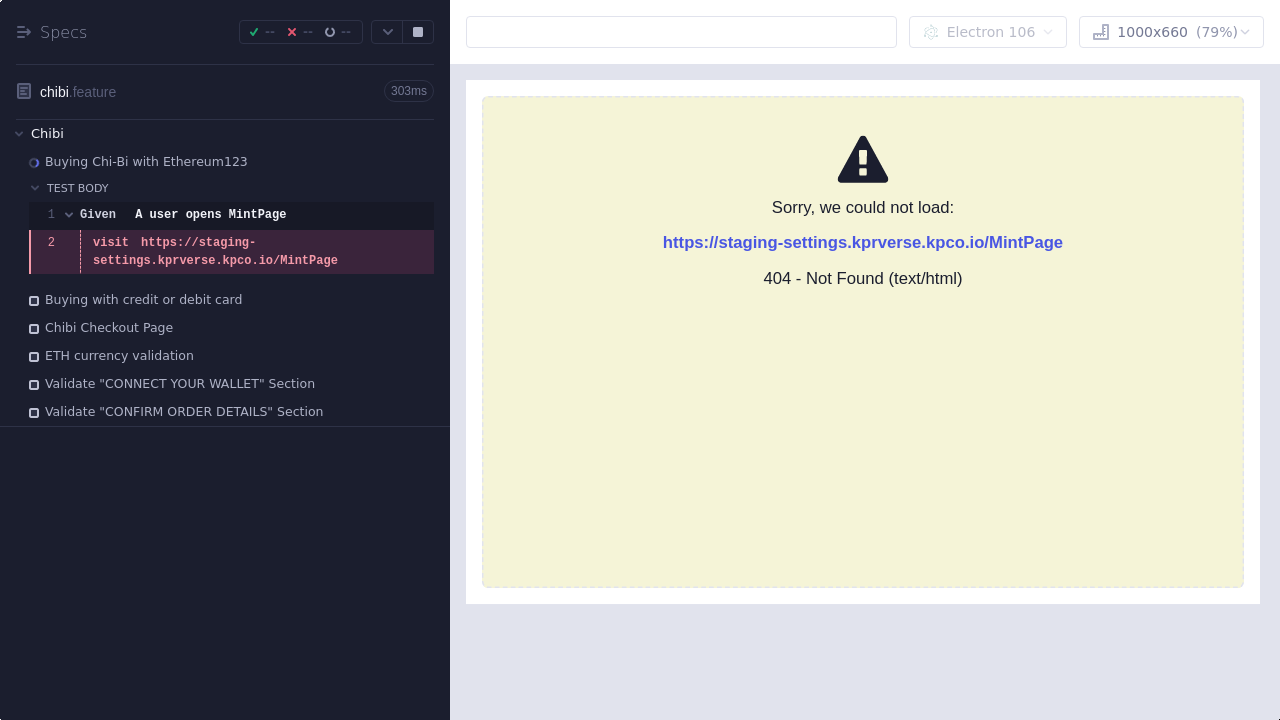 Specs
-- -- --
chibi.feature 303ms
Chibi
Buying Chi-Bi with Ethereum123
TEST BODY
1 Given A user opens MintPage
2 visit https://staging-
settings.kprverse.kpco.io/MintPage
Buying with credit or debit card
Chibi Checkout Page
ETH currency validation
Validate "CONNECT YOUR WALLET" Section
Validate "CONFIRM ORDER DETAILS" Section
Electron 106
1000x660 (79%)
Sorry, we could not load:
https://staging-settings.kprverse.kpco.io/MintPage
404 - Not Found (text/html)